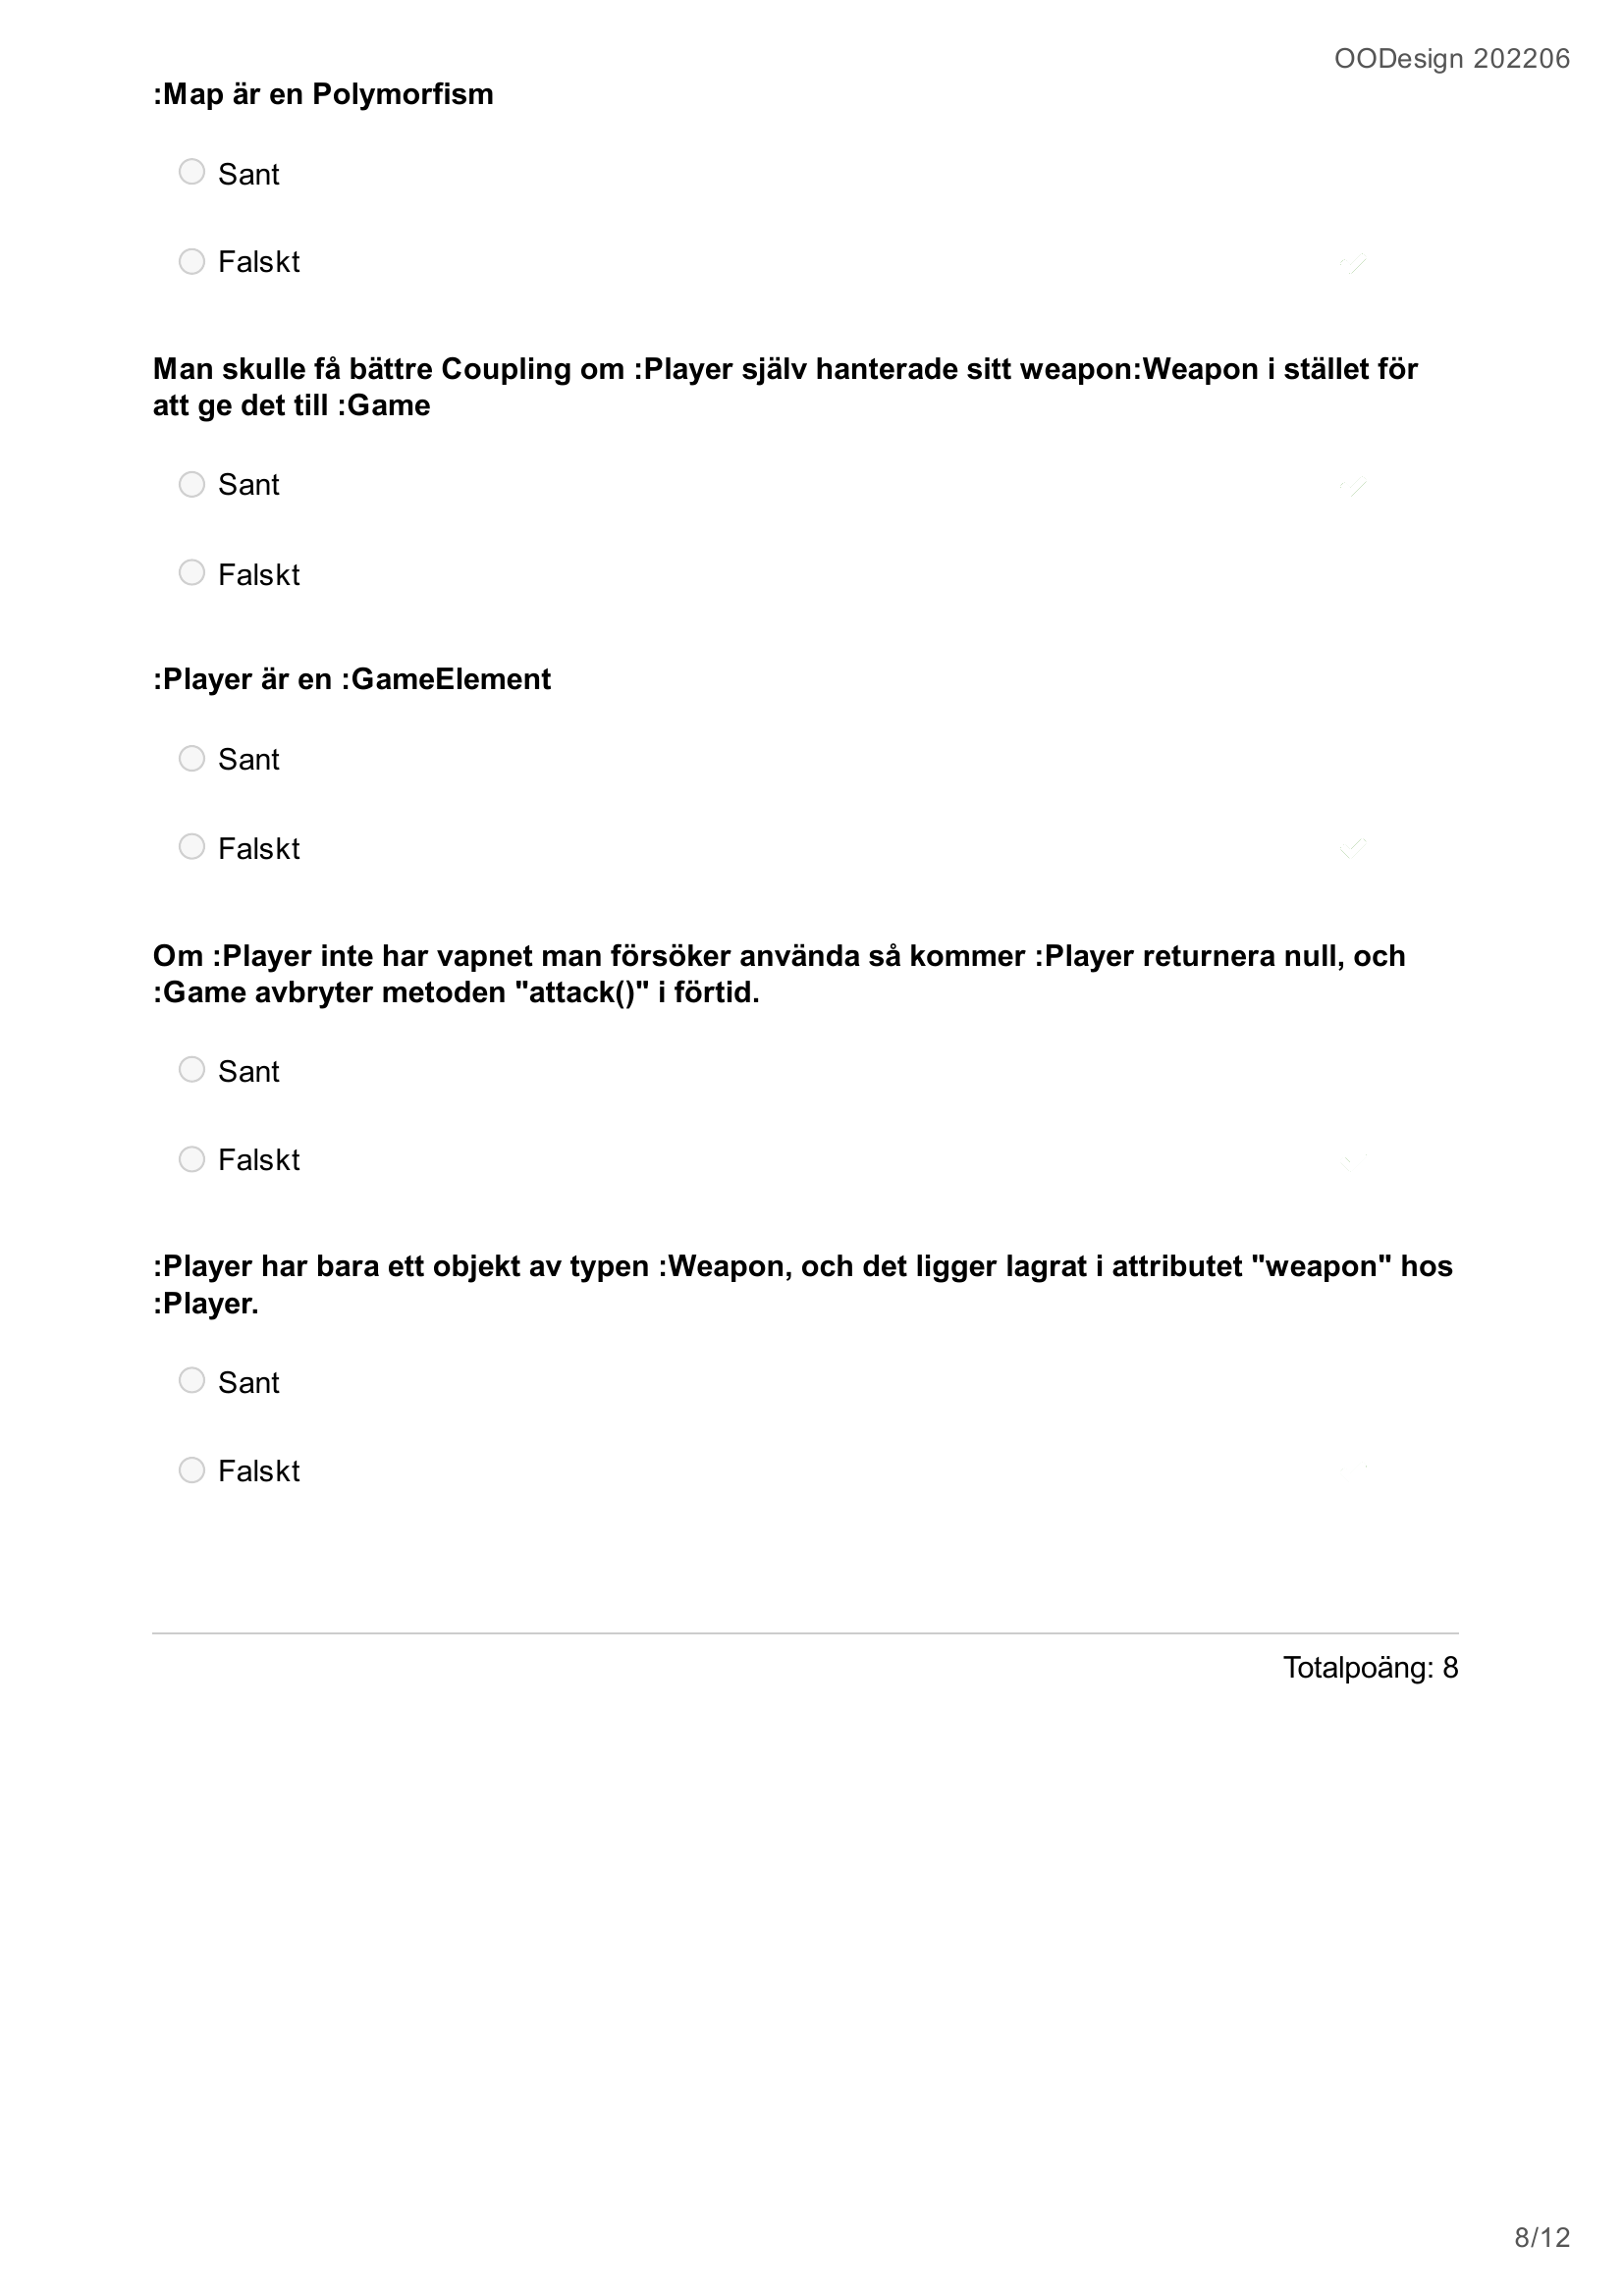 OODesign 202206
:Map är en Polymorfism
Sant
Falskt
Man skulle få bättre Coupling om :Player själv hanterade sitt weapon:Weapon i stället för
att ge det till :Game
Sant
Falskt
:Player är en :GameElement
Sant
Falskt
Om :Player inte har vapnet man försöker använda så kommer :Player returnera null, och
:Game avbryter metoden "attack()" i förtid.
Sant
Falskt
:Player har bara ett objekt av typen :Weapon, och det ligger lagrat i attributet "weapon" hos
:Player.
Sant
Falskt
Totalpoäng: 8
8/12